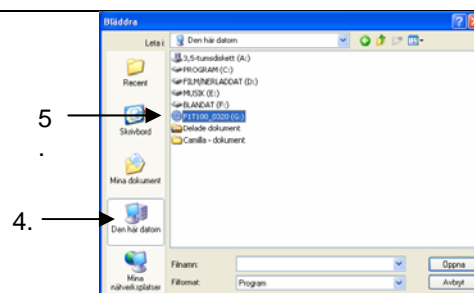 Bläddra
Leta i:
Den här datorn
3,5-tumsdiskett (A:)
PROGRAM (C:)
FILM/NERLADDAT (D:)
MUSIK (E:)
BLANDAT (F:)
F1T100_0320 (G:)
Delade dokument
Camilla - dokument
Recent
Skrivbord
Mina dokument
Den här datorn
Mina
nätverksplatser
Filnamn:
Öppna
Filformat:
Program
Avbryt
5
.
4.